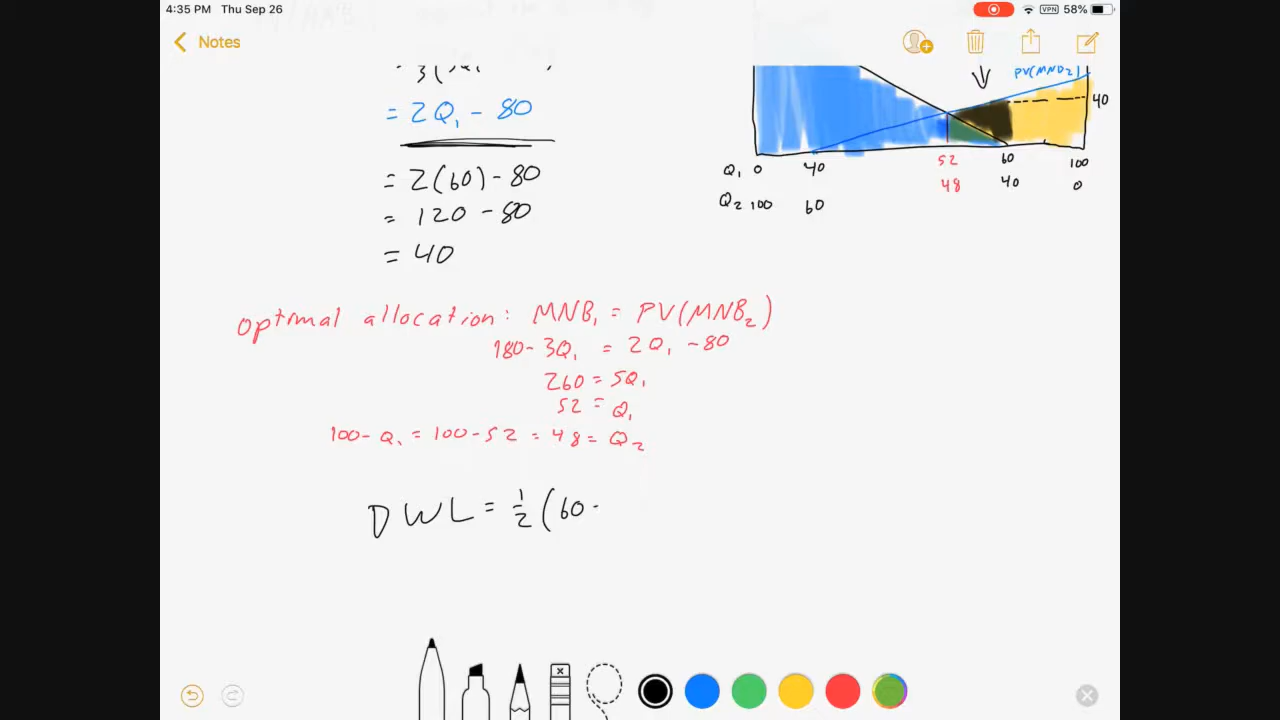 4:35 PM Thu Sep 26
VPN 58%
Notes
= 2Q₁ - 80
= 2(60) - 80
= 120 - 80
= 40
PV(MNB₂)
40
52 60 100
Q₁ 0 40
48 40 0
Q₂ 100 60
optimal allocation: MNB₁ = PV(MNB₂)
180 - 3Q₁ = 2Q₁ - 80
260 = 5Q₁
52 = Q₁
100 - Q₁ = 100 - 52 = 48 = Q₂
DWL = 1/2 (60 -